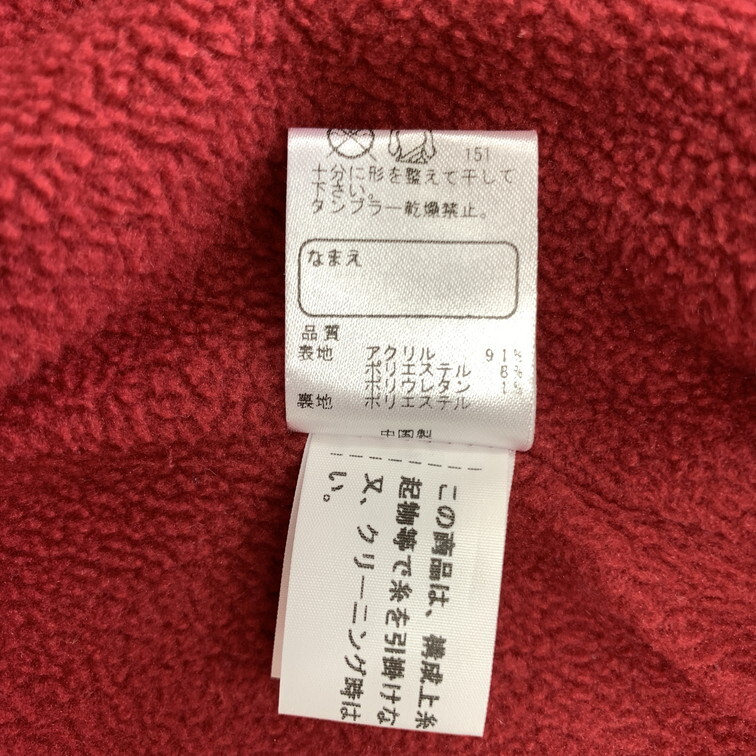 151
十分に形を整えて干して
下さい。
タンブラー乾燥禁止。
なまえ
品質
表地 アクリル 91%
ポリエステル 8%
ポリウレタン 1%
裏地 ポリエステル
中国製
この商品は、構成上糸
起物等で糸を引掛けな
又、クリーニング時は
い。